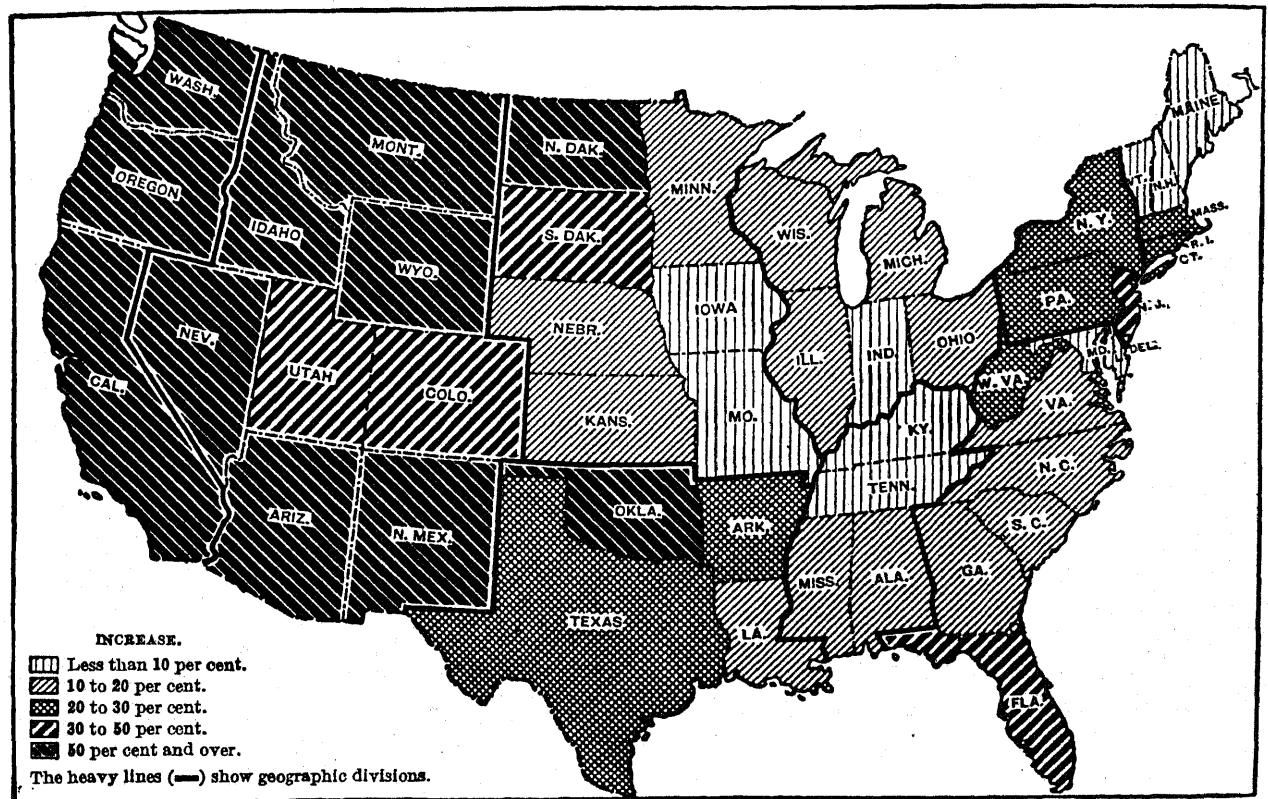 WASH.
MONT.
N. DAK.
MINN.
OREGON
IDAHO
S. DAK.
WIS.
MICH.
WYO.
MAINE
VT.
N.H.
N. Y.
MASS.
R. I.
CT.
NEV.
NEBR.
IOWA
PA.
N. J.
CAL.
UTAH
COLO.
ILL.
IND.
OHIO
MD.
DEL.
W. VA.
VA.
KANS.
MO.
KY.
N. C.
TENN.
ARIZ.
N. MEX.
OKLA.
ARK.
S. C.
MISS.
ALA.
GA.
TEXAS
LA.
FLA.
INCREASE.
Less than 10 per cent.
10 to 20 per cent.
20 to 30 per cent.
30 to 50 per cent.
50 per cent and over.
The heavy lines (▬) show geographic divisions.